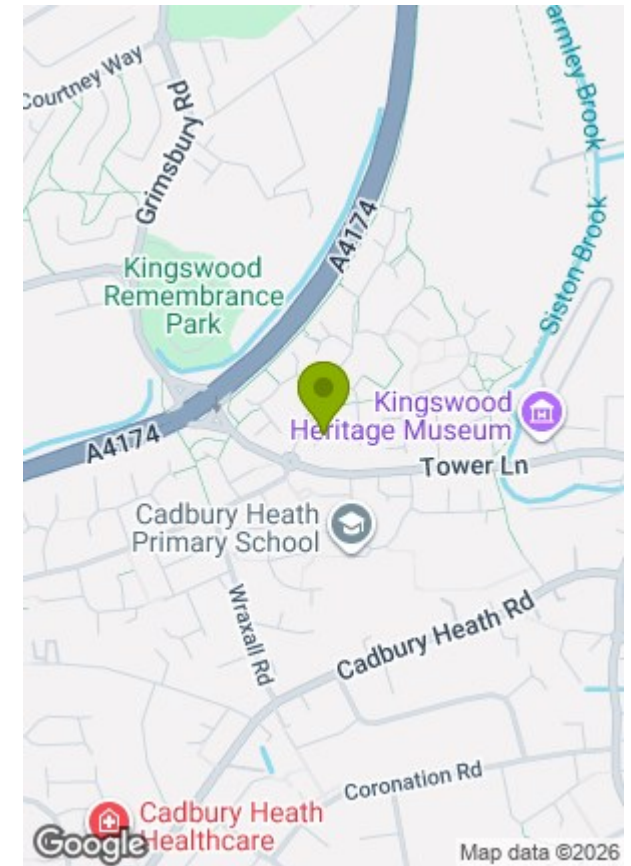 Courtney Way
Grimsbury Rd
armley Brook
A4174
Kingswood
Remembrance
Park
Siston Brook
Kingswood
Heritage Museum
A4174
Tower Ln
Cadbury Heath
Primary School
Wraxall Rd
Cadbury Heath Rd
Coronation Rd
Cadbury Heath
Healthcare
Google
Map data ©2026